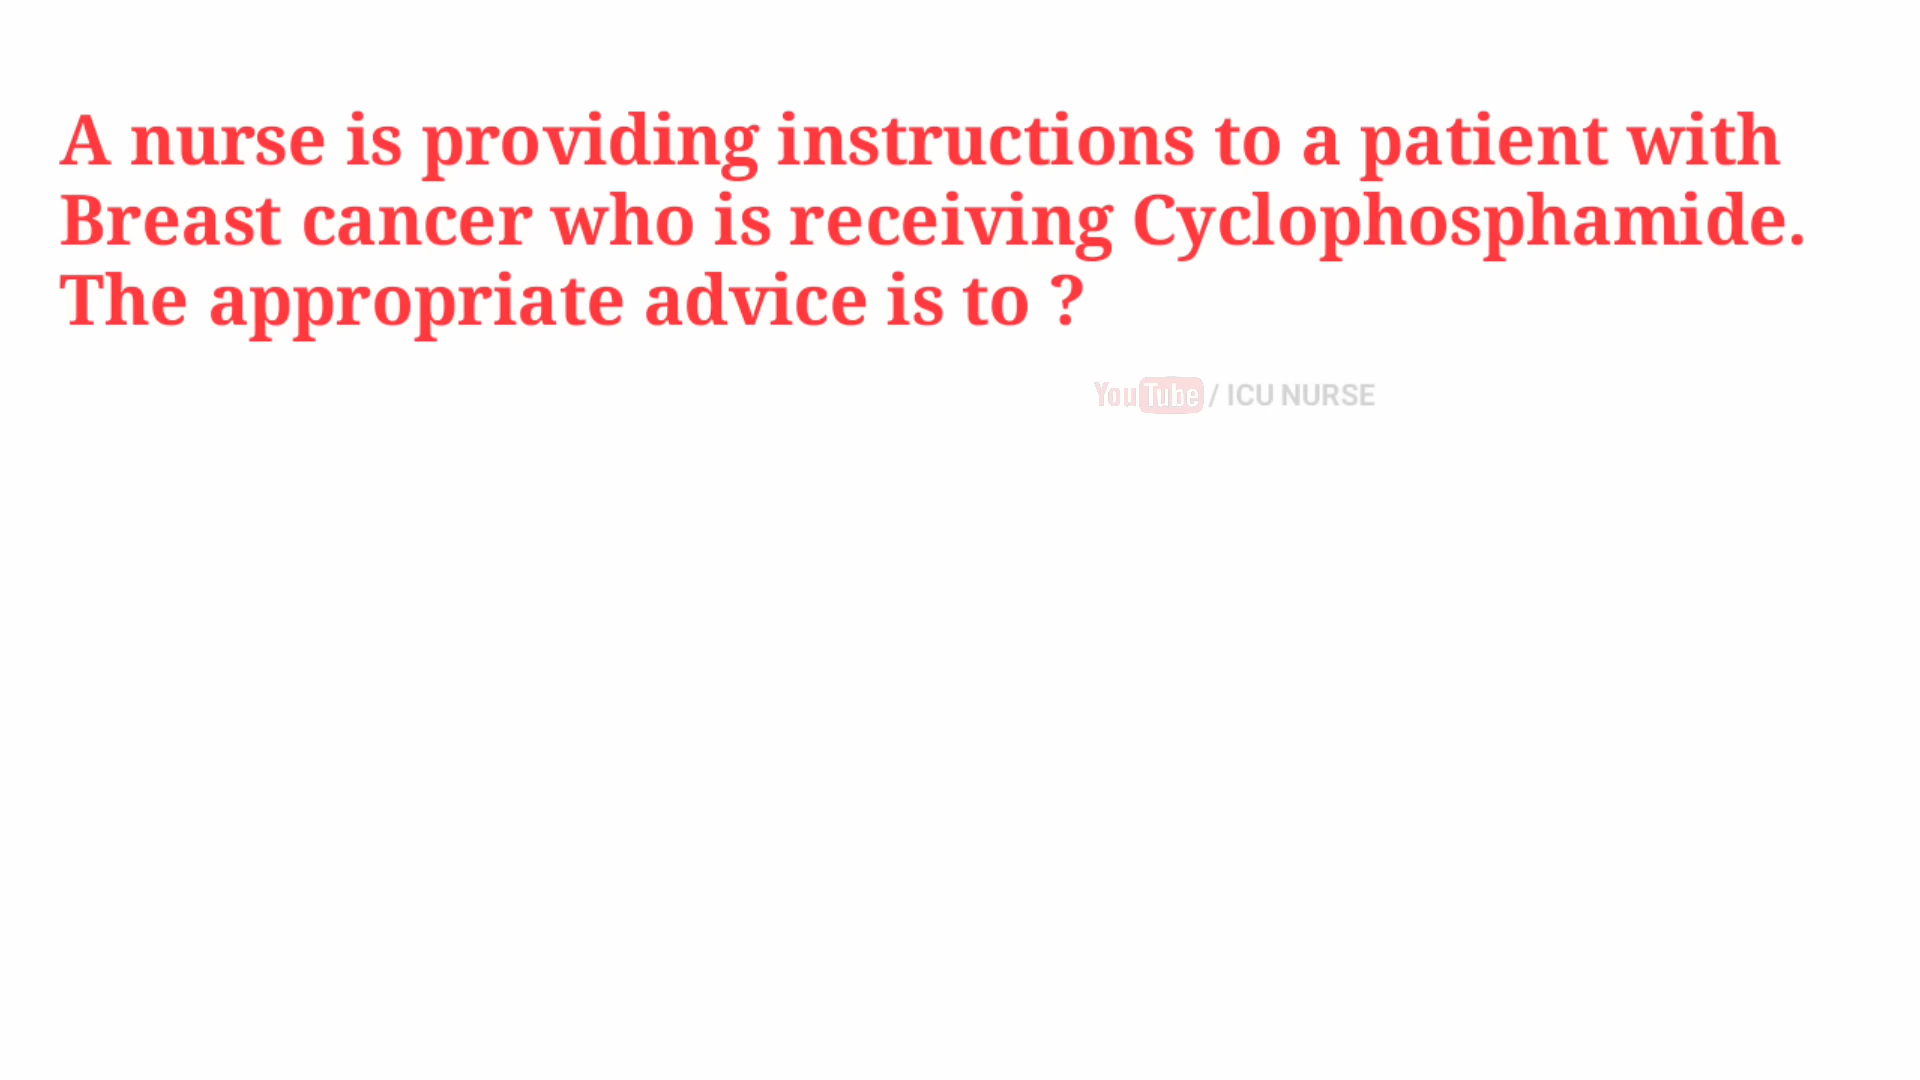 A nurse is providing instructions to a patient with
Breast cancer who is receiving Cyclophosphamide.
The appropriate advice is to ?
YouTube / ICU NURSE